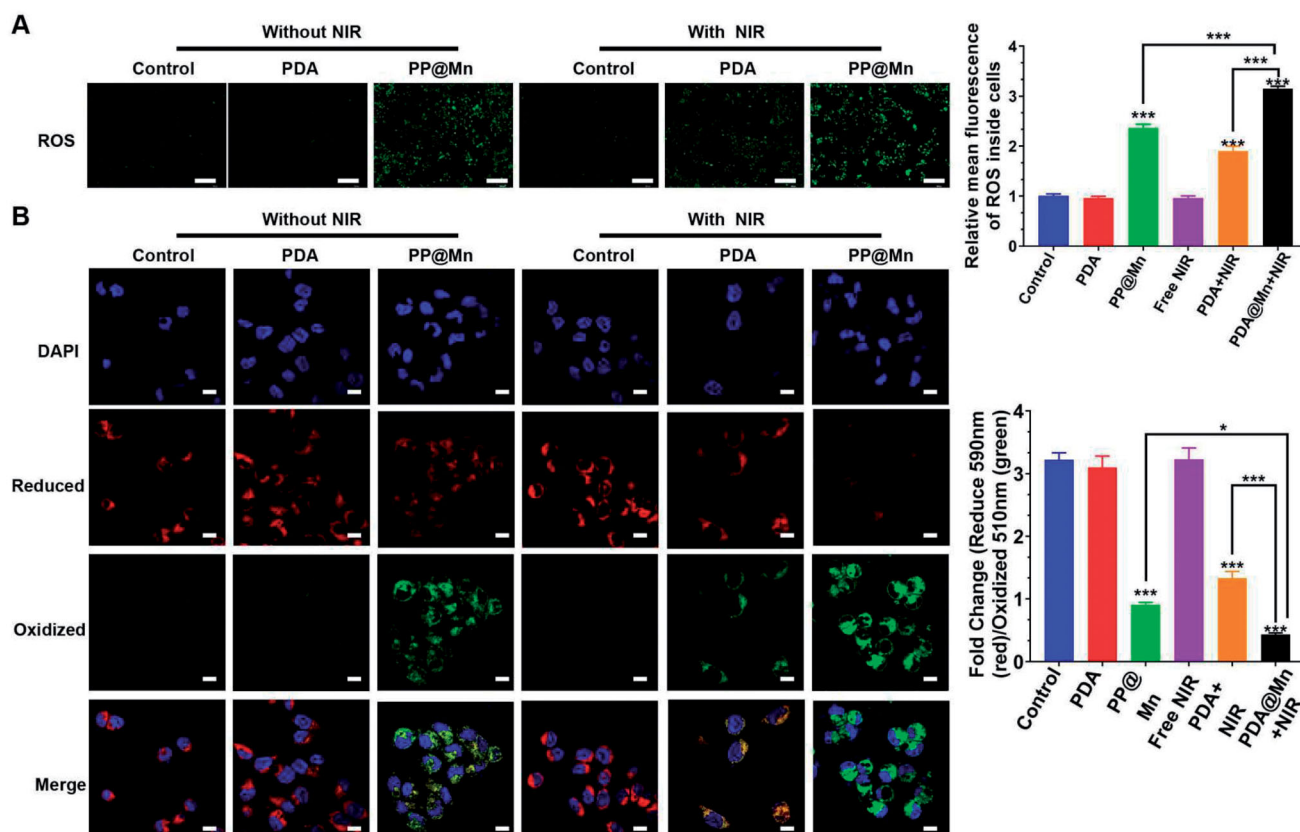 A
Without NIR
With NIR
Control
PDA
PP@Mn
Control
PDA
PP@Mn
ROS
Relative mean fluorescence
of ROS inside cells
4
3
2
1
0
***
***
***
***
***
Control
PDA
PP@Mn
Free NIR
PDA+NIR
PDA@Mn+NIR
B
Without NIR
With NIR
Control
PDA
PP@Mn
Control
PDA
PP@Mn
DAPI
Reduced
Oxidized
Merge
Fold Change (Reduce 590nm
(red)/Oxidized 510nm (green)
4
3
2
1
0
*
***
***
***
***
Control
PDA
PP@
Mn
Free NIR
PDA+
NIR
PDA@Mn
+NIR